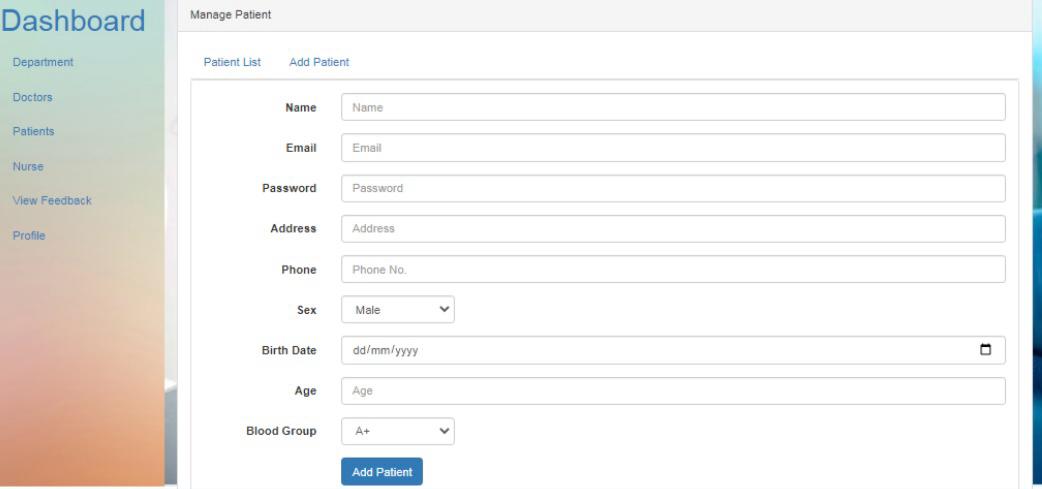 Dashboard
Department
Doctors
Patients
Nurse
View Feedback
Profile
Manage Patient
Patient List Add Patient
Name Name
Email Email
Password Password
Address Address
Phone Phone No.
Sex Male
Birth Date dd/mm/yyyy
Age Age
Blood Group A+
Add Patient